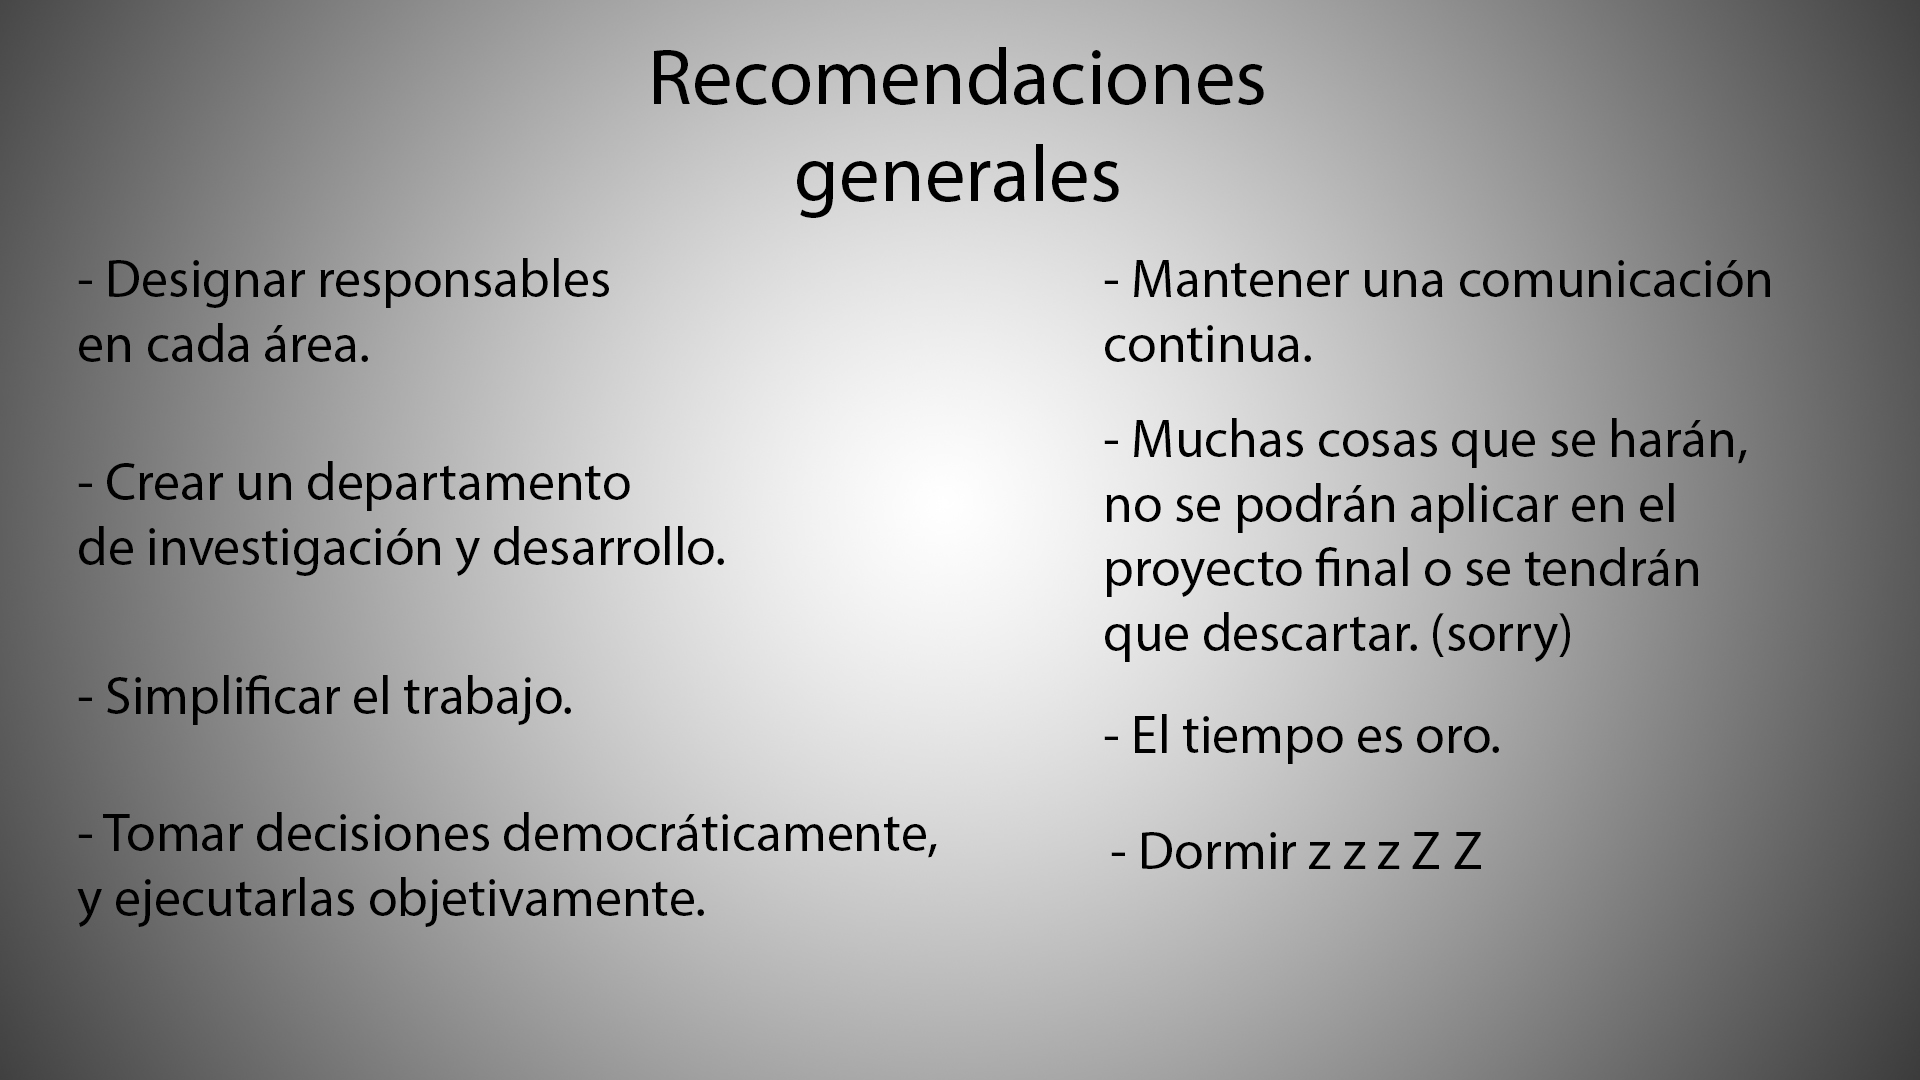 Recomendaciones
generales
- Designar responsables
en cada área.
- Crear un departamento
de investigación y desarrollo.
- Simplificar el trabajo.
- Tomar decisiones democráticamente,
y ejecutarlas objetivamente.
- Mantener una comunicación
continua.
- Muchas cosas que se harán,
no se podrán aplicar en el
proyecto final o se tendrán
que descartar. (sorry)
- El tiempo es oro.
- Dormir z z z Z Z